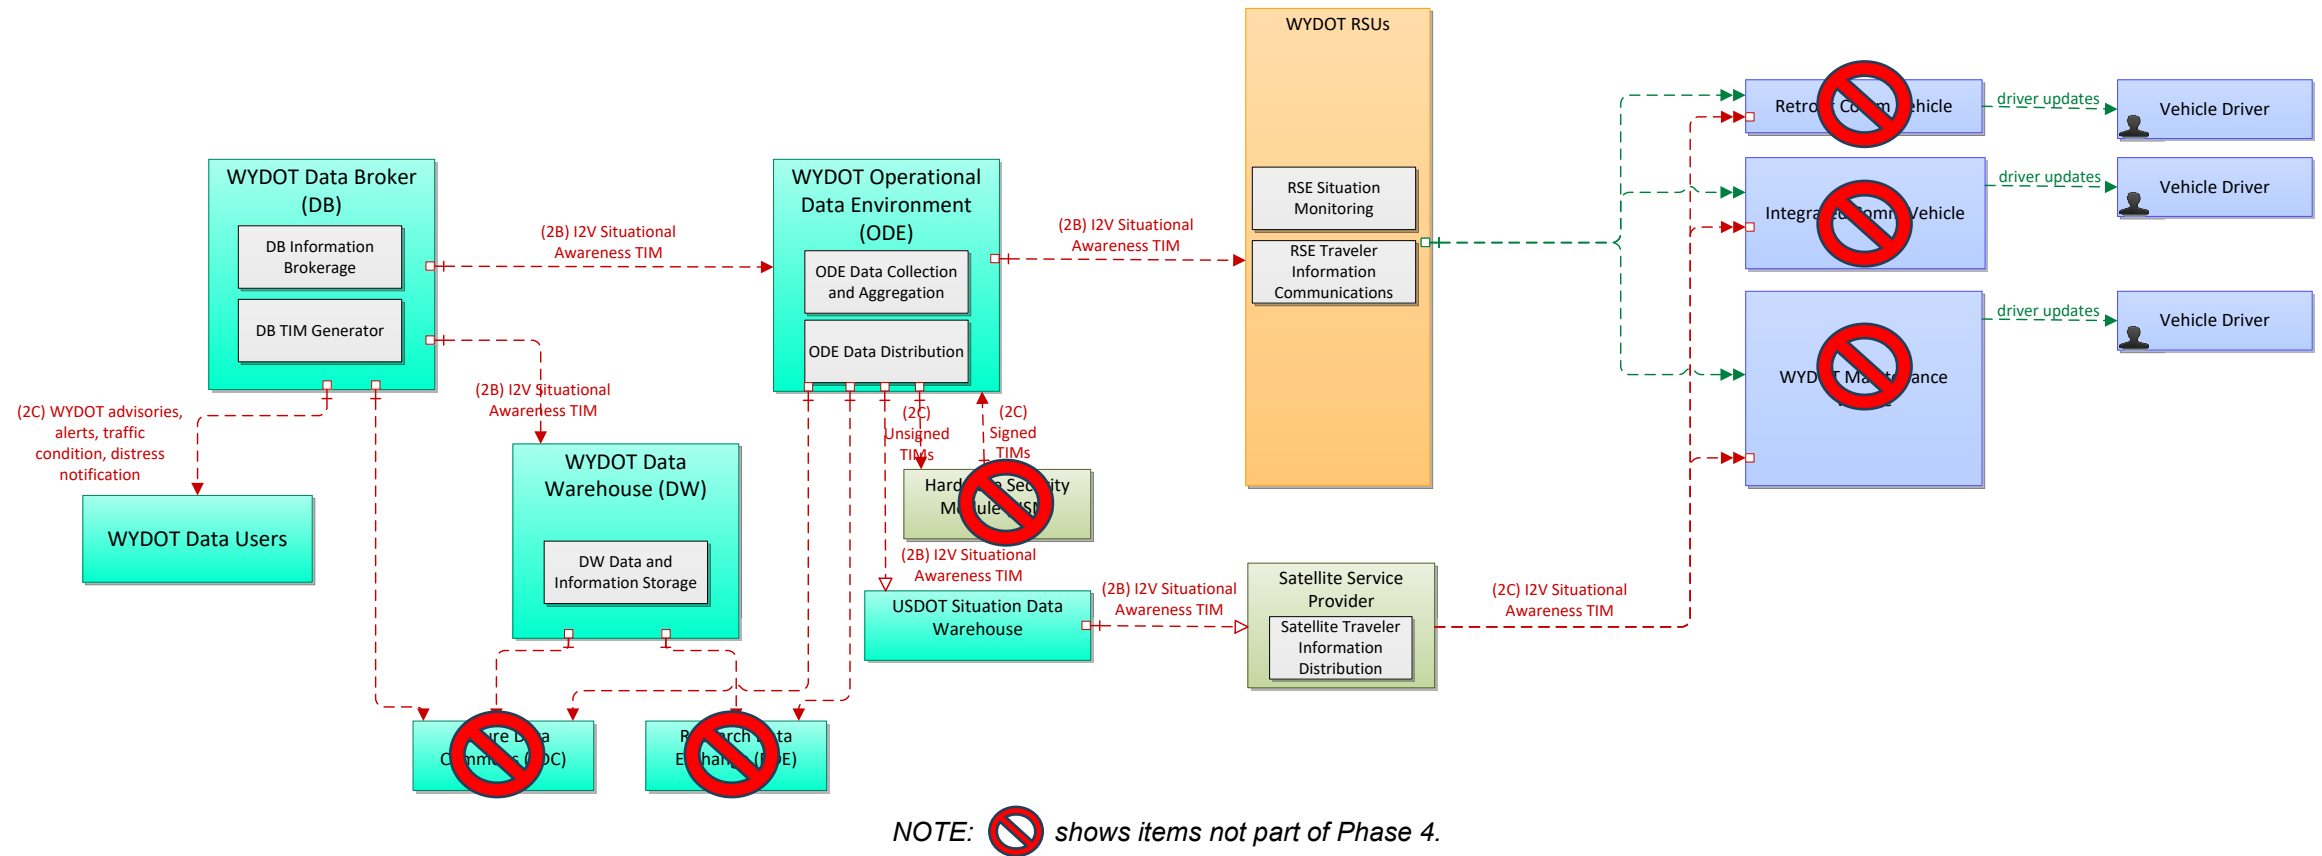 WYDOT RSUs
RSE Situation
Monitoring
RSE Traveler
Information
Communications
WYDOT Data Broker
(DB)
DB Information
Brokerage
DB TIM Generator
(2B) I2V Situational
Awareness TIM
WYDOT Operational
Data Environment
(ODE)
ODE Data Collection
and Aggregation
ODE Data Distribution
(2B) I2V Situational
Awareness TIM
Vehicle
driver updates
Vehicle Driver
Vehicle
driver updates
Vehicle Driver
WYDOT
driver updates
Vehicle Driver
(2C) WYDOT advisories,
alerts, traffic
condition, distress
notification
WYDOT Data Users
(2B) I2V Situational
Awareness TIM
WYDOT Data
Warehouse (DW)
DW Data and
Information Storage
(2C)
Unsigned
TIMs
(2C)
Signed
TIMs
(2B) I2V Situational
Awareness TIM
USDOT Situation Data
Warehouse
(2B) I2V Situational
Awareness TIM
Satellite Service
Provider
Satellite Traveler
Information
Distribution
(2C) I2V Situational
Awareness TIM
NOTE: shows items not part of Phase 4.